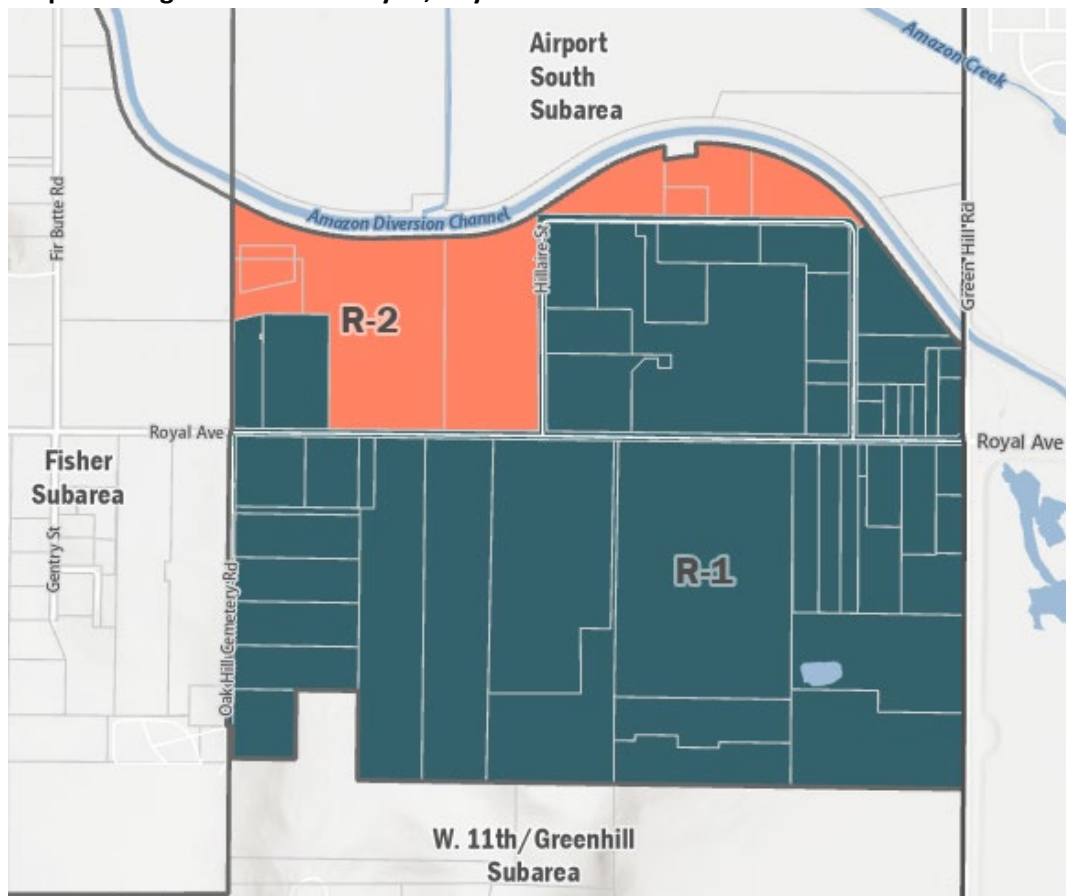 Airport
South
Subarea
Amazon Creek
Fir Butte Rd
Amazon Diversion Channel
Hillaire St
Green Hill Rd
R-2
Royal Ave
Royal Ave
Fisher
Subarea
Gentry St
R-1
Oak Hill Cemetery Rd
W. 11th/Greenhill
Subarea